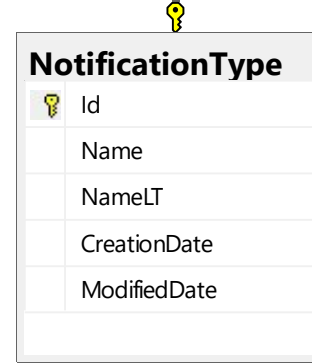 NotificationType
Id
Name
NameLT
CreationDate
ModifiedDate